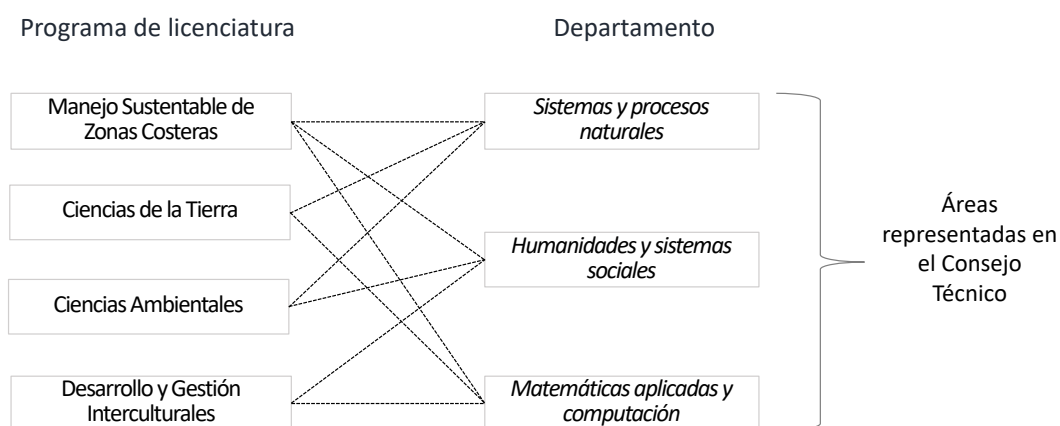 Programa de licenciatura
Departamento
Manejo Sustentable de
Zonas Costeras
Sistemas y procesos
naturales
Ciencias de la Tierra
Áreas
representadas en
el Consejo
Técnico
Humanidades y sistemas
sociales
Ciencias Ambientales
Desarrollo y Gestión
Interculturales
Matemáticas aplicadas y
computación